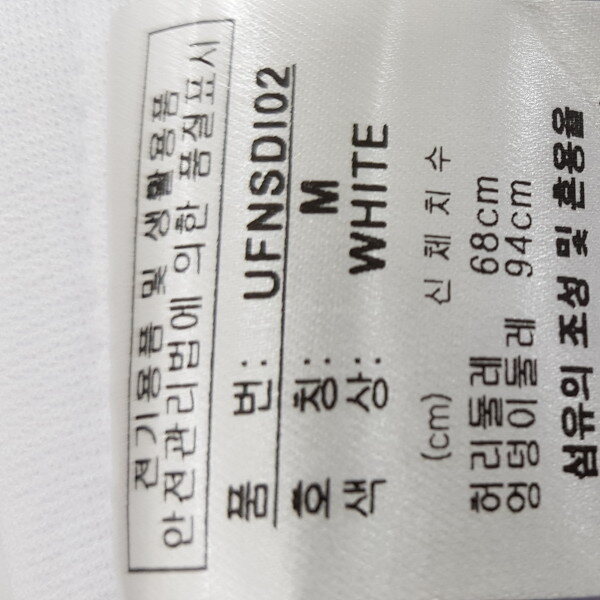 전기용품 및 생활용품
안전관리법에 의한 품질표시
품 번: UFNSDI02
호 칭: M
색 상: WHITE
(cm) 신 체 치 수
허리둘레 68cm
엉덩이둘레 94cm
섬유의 조성 및 혼용율